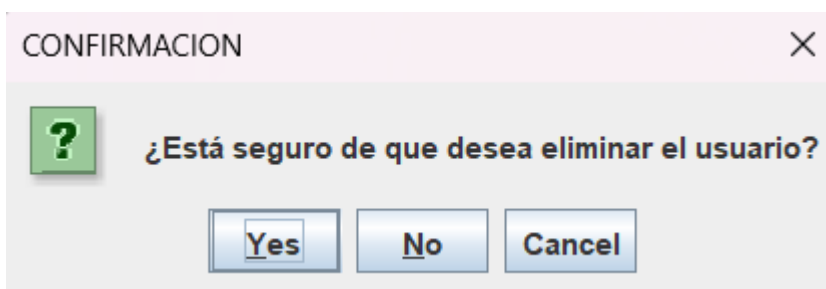 CONFIRMACION
¿Está seguro de que desea eliminar el usuario?
Yes No Cancel